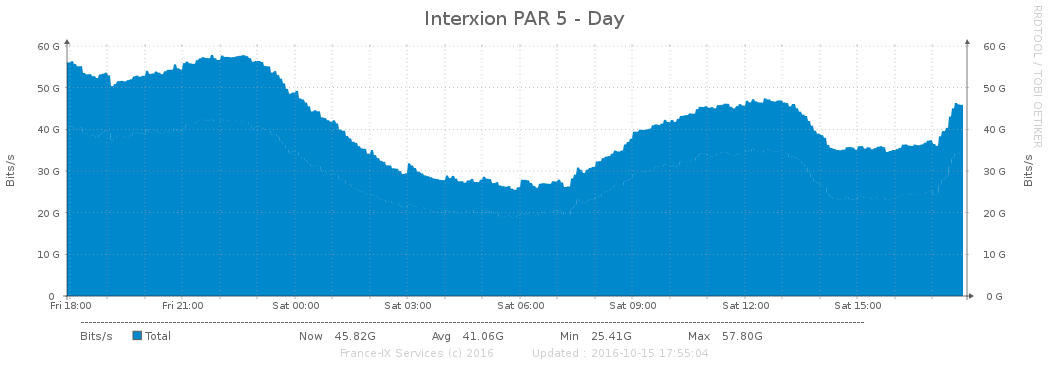 Interxion PAR 5 - Day
RRDTOOL / TOBI OETIKER
60 G 60 G
50 G 50 G
40 G 40 G
30 G 30 G
20 G 20 G
10 G 10 G
0 0 G
Bits/s
Bits/s
Fri 18:00 Fri 21:00 Sat 00:00 Sat 03:00 Sat 06:00 Sat 09:00 Sat 12:00 Sat 15:00
Bits/s Total Now 45.82G Avg 41.06G Min 25.41G Max 57.80G
France-IX Services (c) 2016 Updated : 2016-10-15 17:55:04